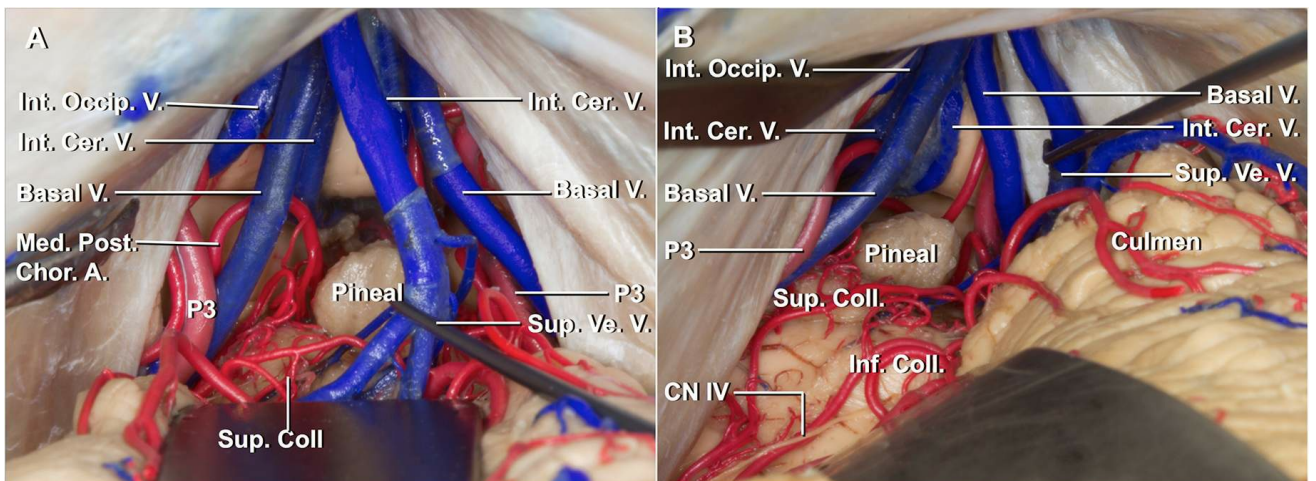 A
Int. Occip. V.
Int. Cer. V.
Basal V.
Med. Post.
Chor. A.
P3
Pineal
Sup. Coll
Int. Cer. V.
Basal V.
P3
Sup. Ve. V.
B
Int. Occip. V.
Int. Cer. V.
Basal V.
P3
Pineal
Sup. Coll.
Inf. Coll.
CN IV
Basal V.
Int. Cer. V.
Sup. Ve. V.
Culmen